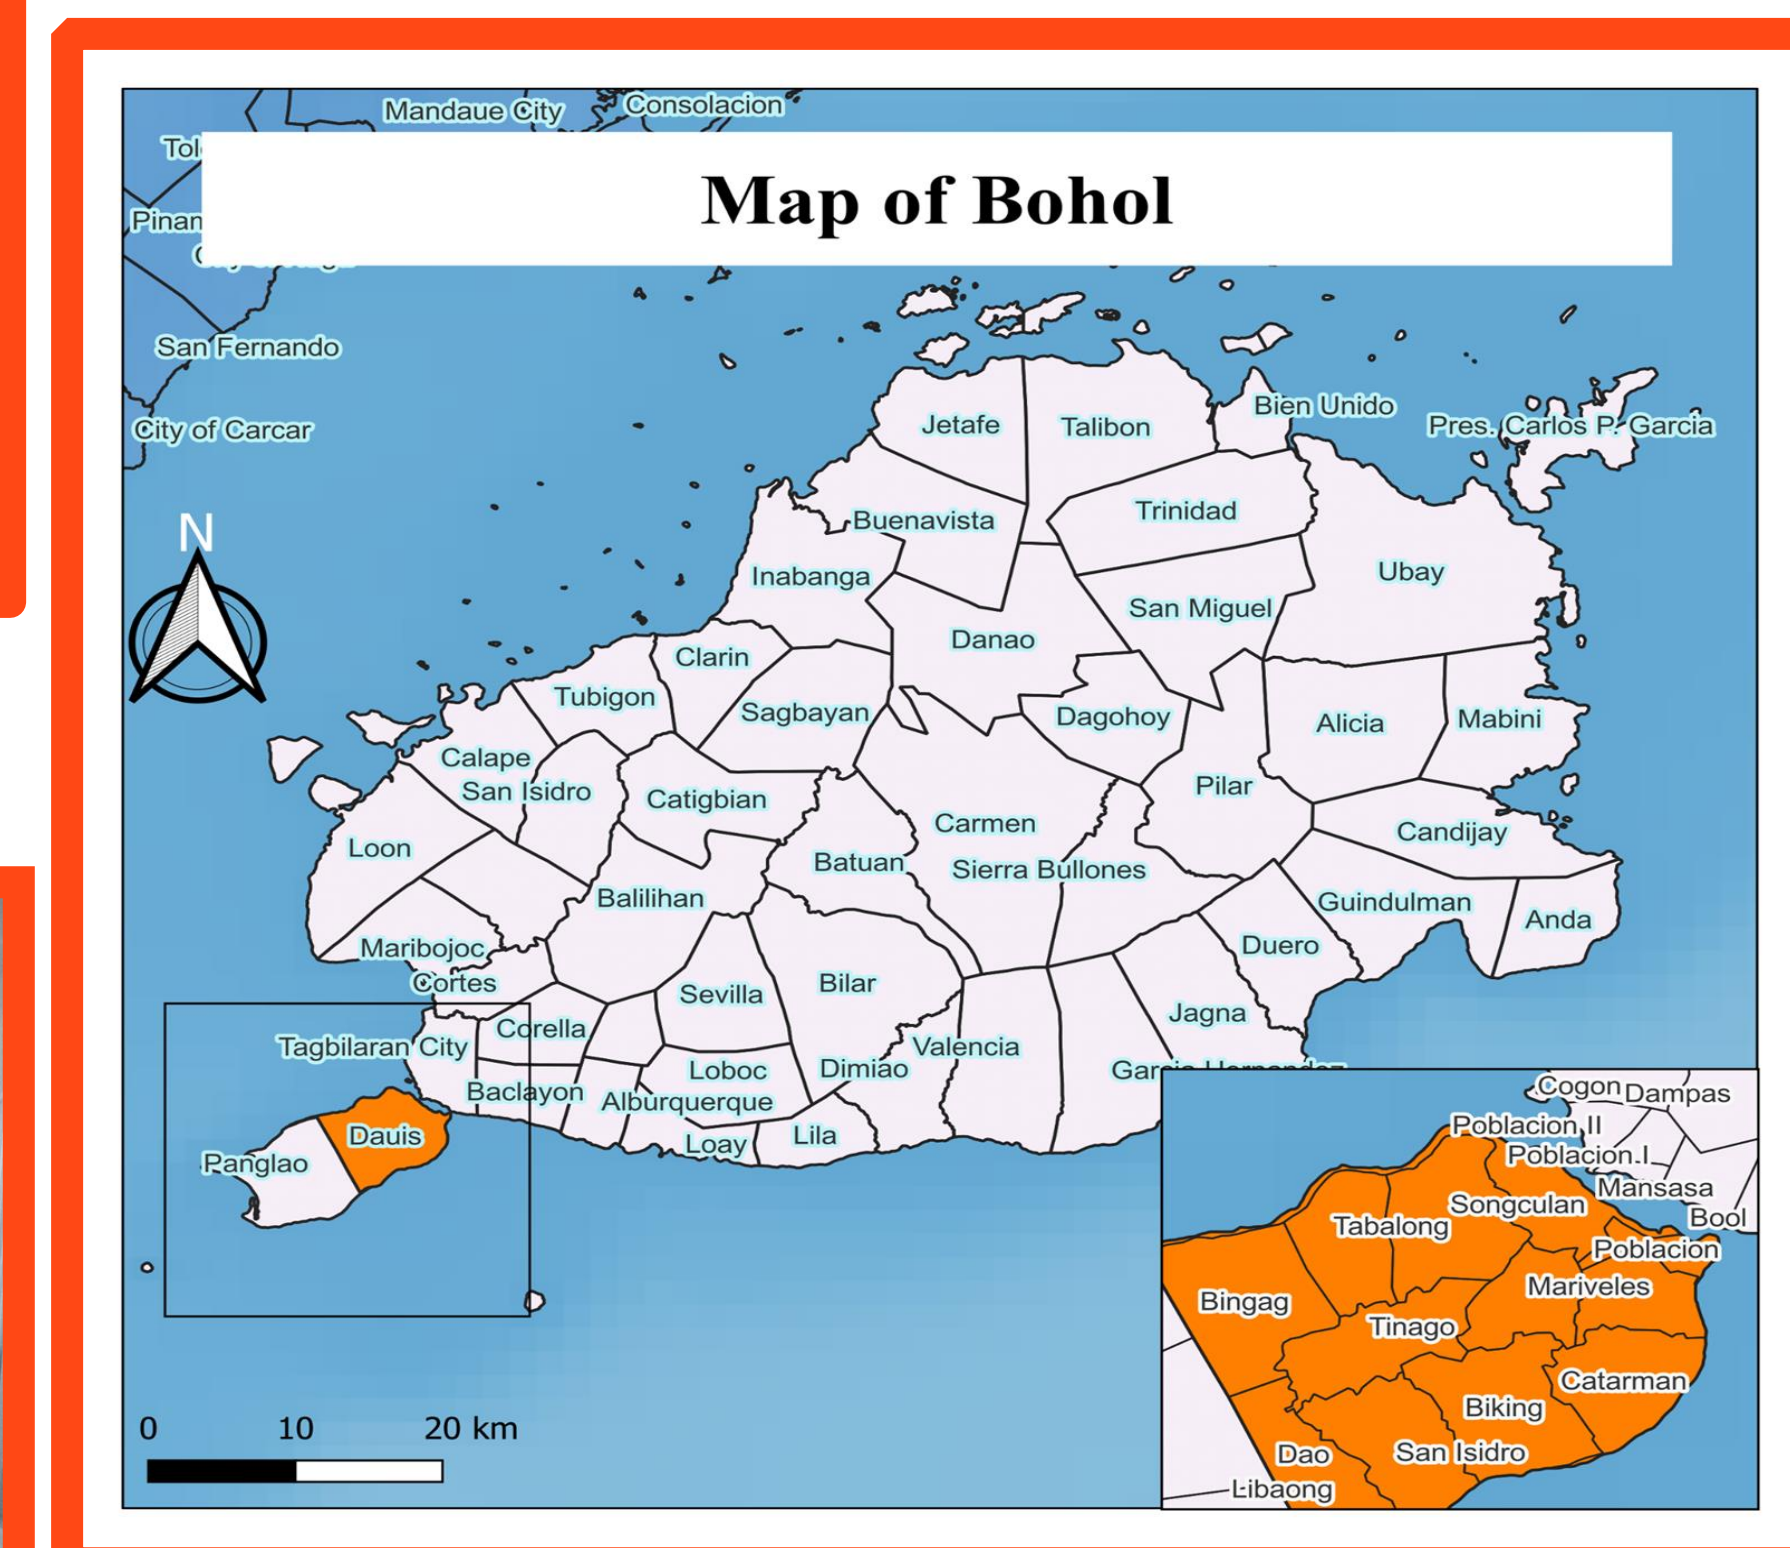 Mandaue City
Consolacion
Map of Bohol
San Fernando
City of Carcar
N
Jetafe
Talibon
Bien Unido
Pres. Carlos P. Garcia
Buenavista
Trinidad
Inabanga
Ubay
San Miguel
Danao
Clarin
Tubigon
Sagbayan
Dagohoy
Alicia
Mabini
Calape
San Isidro
Catigbian
Pilar
Carmen
Candijay
Loon
Batuan
Sierra Bullones
Balilihan
Guindulman
Anda
Maribojoc
Duero
Cortes
Sevilla
Bilar
Jagna
Corella
Tagbilaran City
Valencia
Loboc
Dimiao
Garcia Hernandez
Baclayon
Alburquerque
Dauis
Loay
Lila
Panglao
Cogon
Dampas
Poblacion II
Poblacion I
Mansasa
Songculan
Bool
Tabalong
Poblacion
Mariveles
Bingag
Tinago
Catarman
Biking
Dao
San Isidro
Libaong
0 10 20 km